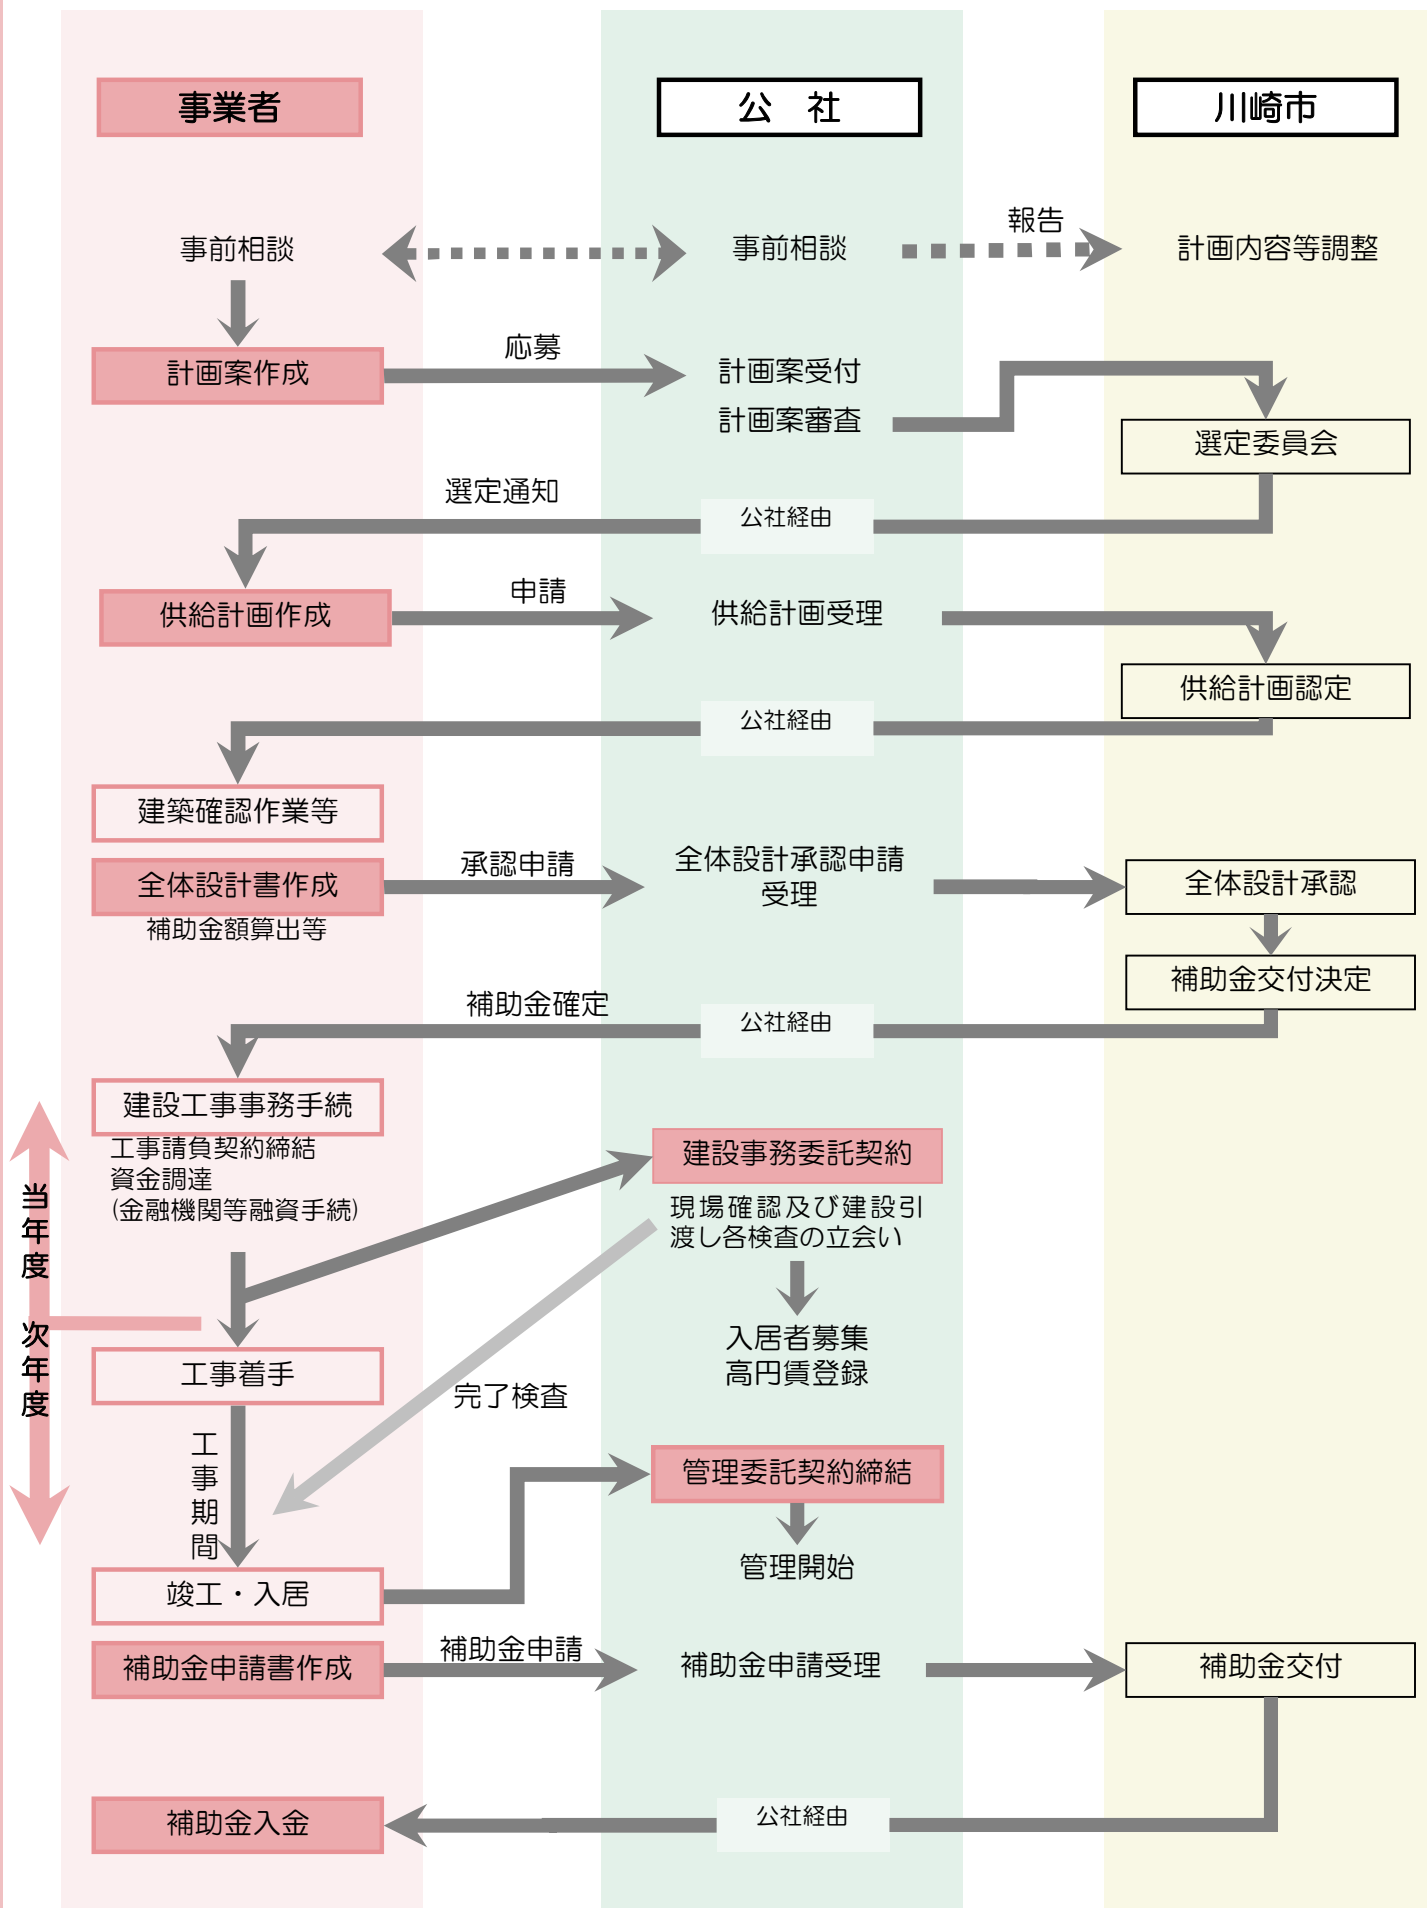 事業者
公　社
川崎市
事前相談
事前相談
報告
計画内容等調整
計画案作成
応募
計画案受付
計画案審査
選定委員会
選定通知
公社経由
供給計画作成
申請
供給計画受理
供給計画認定
公社経由
建築確認作業等
全体設計書作成
補助金額算出等
承認申請
全体設計承認申請
受理
全体設計承認
補助金交付決定
補助金確定
公社経由
建設工事事務手続
工事請負契約締結
資金調達
(金融機関等融資手続)
建設事務委託契約
現場確認及び建設引
渡し各検査の立会い
当年度
次年度
入居者募集
高円賃登録
工事着手
完了検査
工事期間
管理委託契約締結
管理開始
竣工・入居
補助金申請書作成
補助金申請
補助金申請受理
補助金交付
補助金入金
公社経由